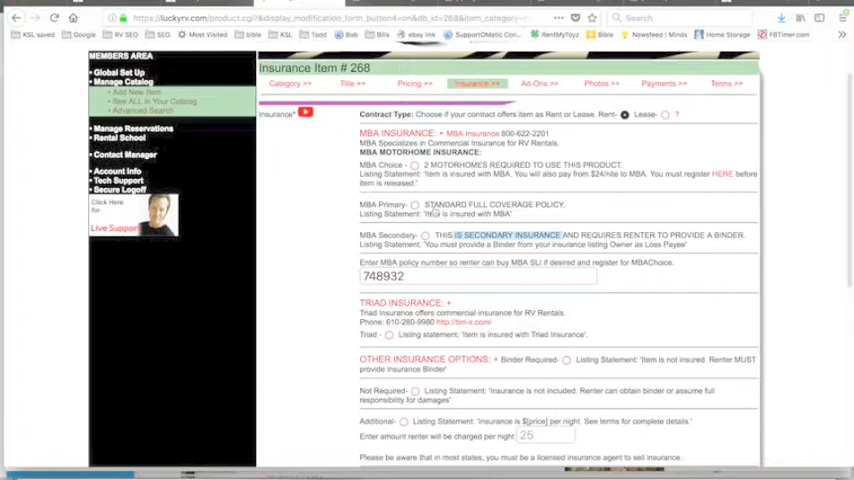 https://luckyrv.com/product.cgi?&display_modification_form_button4=on&db_id=268&item_category=
Search
KSL saved
Google
RV SEO
SEO
Most Visited
bible
KSL
Todd
Bob
Bills
ebay lnk
SupportOMatic Con...
RentMyToyz
Bible
Newsfeed | Minds
Home Storage
FBTimer.com
MEMBERS AREA
• Global Set Up
• Manage Catalog
• Add New Item
• See ALL in Your Catalog
• Advanced Search
• Manage Reservations
• Rental School
• Contact Manager
• Account Info
• Tech Support
• Secure Logoff
Click Here
for
Live Support
Insurance Item # 268
Category >> Title >> Pricing >> Insurance >> Ad-Ons >> Photos >> Payments >> Terms >>
Insurance*
Contract Type: Choose if your contract offers item as Rent or Lease. Rent- Lease- ?
MBA INSURANCE: + MBA Insurance 800-622-2201
MBA Specializes in Commercial Insurance for RV Rentals.
MBA MOTORHOME INSURANCE:
MBA Choice - 2 MOTORHOMES REQUIRED TO USE THIS PRODUCT.
Listing Statement: 'Item is insured with MBA. You will also pay from $24/nite to MBA. You must register HERE before
item is released.'
MBA Primary- STANDARD FULL COVERAGE POLICY.
Listing Statement: 'Item is insured with MBA'
MBA Secondary- THIS IS SECONDARY INSURANCE AND REQUIRES RENTER TO PROVIDE A BINDER.
Listing Statement: 'You must provide a Binder from your insurance listing Owner as Loss Payee'
Enter MBA policy number so renter can buy MBA SLI if desired and register for MBAChoice.
748932
TRIAD INSURANCE: +
Triad Insurance offers commercial insurance for RV Rentals.
Phone: 610-280-9980 http://tim-s.com/
Triad - Listing statement: 'Item is insured with Triad Insurance'.
OTHER INSURANCE OPTIONS: + Binder Required- Listing Statement: 'Item is not insured. Renter MUST
provide insurance Binder'
Not Required- Listing Statement: 'Insurance is not included. Renter can obtain binder or assume full
responsibility for damages'
Additional- Listing Statement: 'Insurance is $[price] per night. See terms for complete details.'
Enter amount renter will be charged per night 25
Please be aware that in most states, you must be a licensed insurance agent to sell insurance.